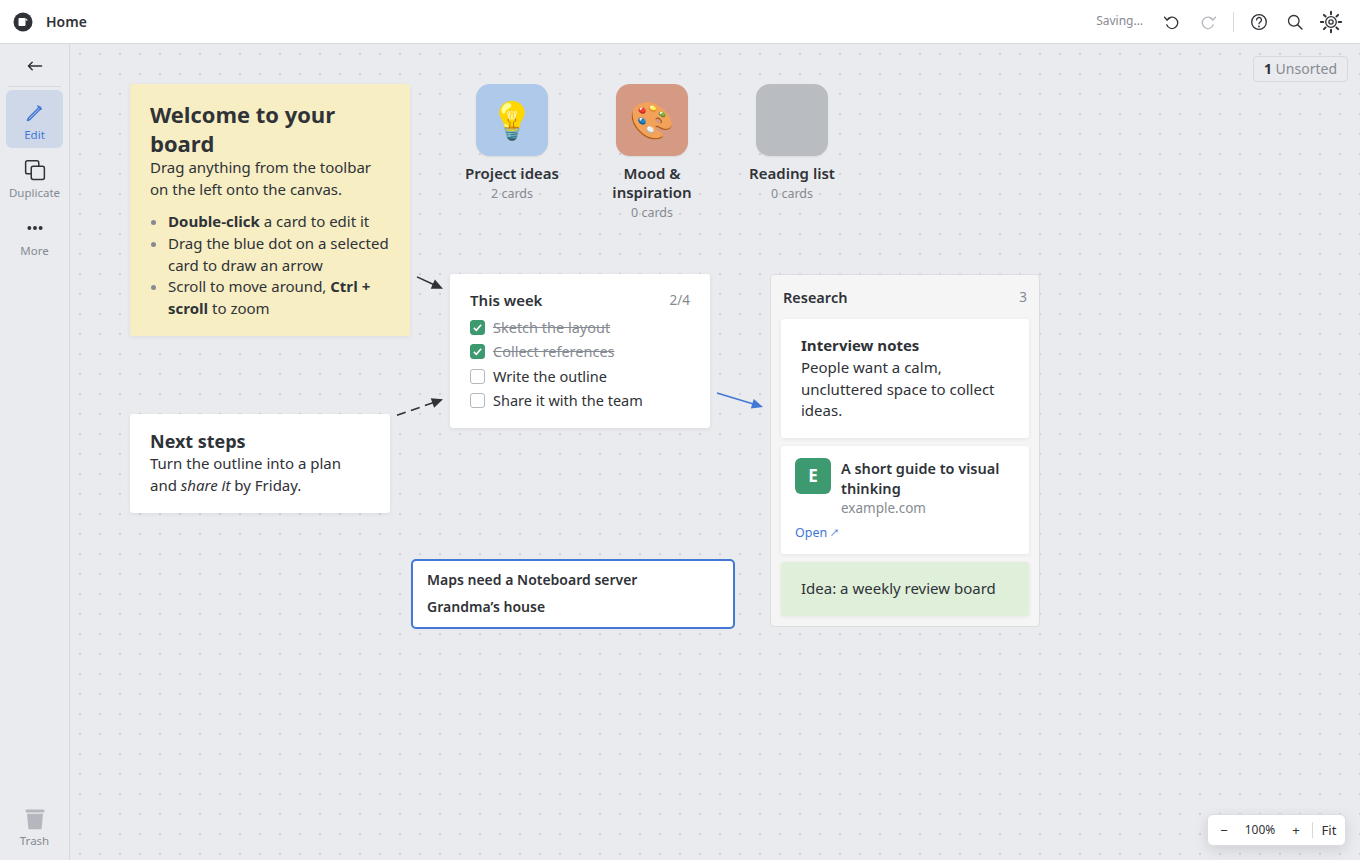 Home
Saving...
1 Unsorted
Edit
Duplicate
More
Trash
Welcome to your
board
Drag anything from the toolbar
on the left onto the canvas.
Double-click a card to edit it
Drag the blue dot on a selected
card to draw an arrow
Scroll to move around, Ctrl +
scroll to zoom
Project ideas
2 cards
Mood &
inspiration
0 cards
Reading list
0 cards
This week
2/4
Sketch the layout
Collect references
Write the outline
Share it with the team
Next steps
Turn the outline into a plan
and share it by Friday.
Maps need a Noteboard server
Grandma's house
Research
3
Interview notes
People want a calm,
uncluttered space to collect
ideas.
E
A short guide to visual
thinking
example.com
Open ↗
Idea: a weekly review board
− 100% + Fit